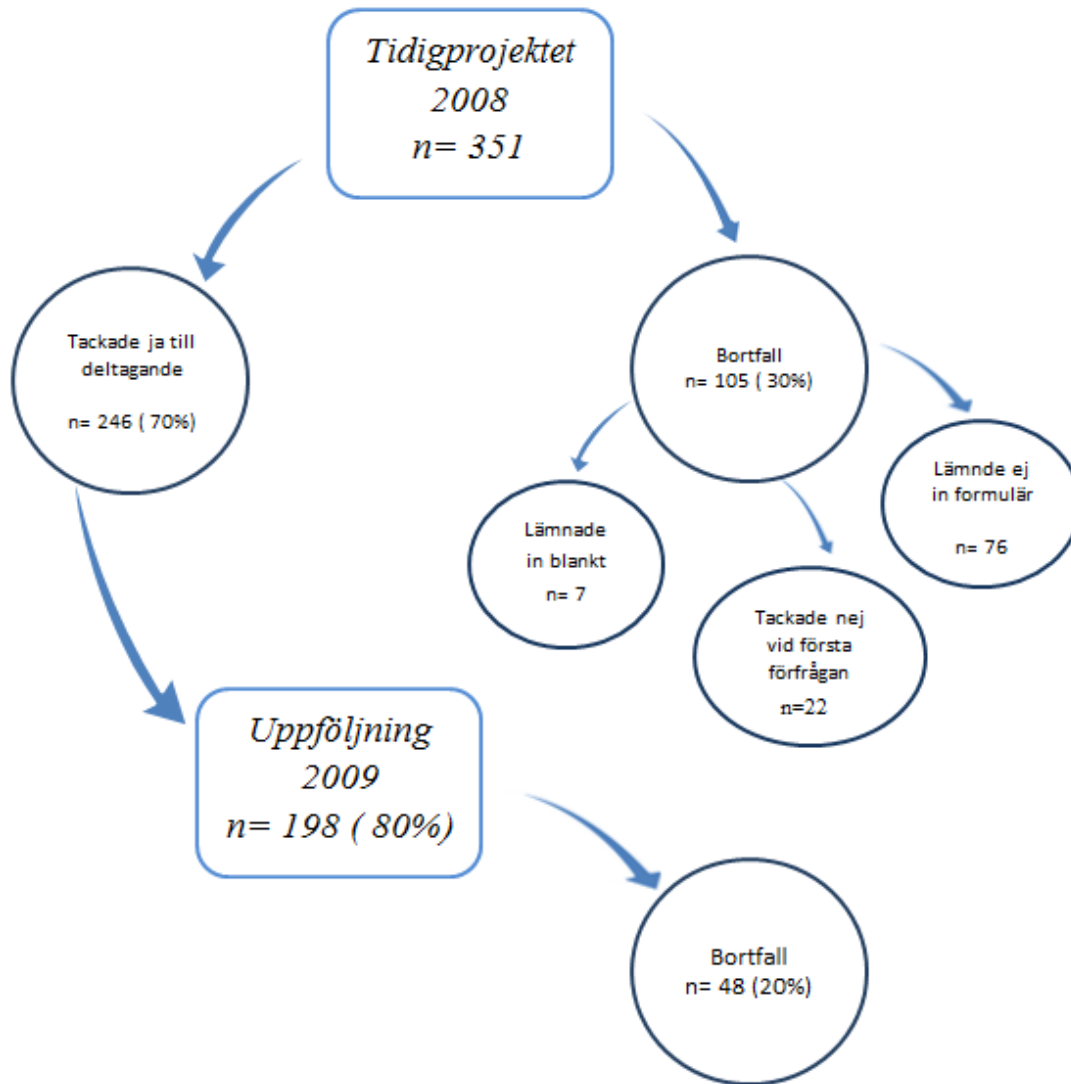 Tidigprojektet
2008
n= 351
Tackade ja till
deltagande
n= 246 ( 70%)
Bortfall
n= 105 ( 30%)
Lämnade
in blankt
n= 7
Tackade nej
vid första
förfrågan
n=22
Lämnde ej
in formulär
n= 76
Uppföljning
2009
n= 198 ( 80%)
Bortfall
n= 48 (20%)